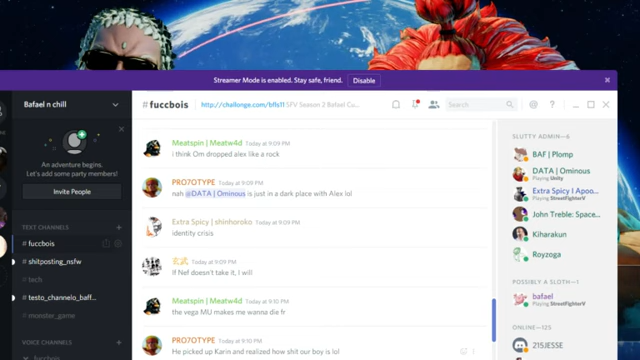 Streamer Mode is enabled. Stay safe, friend. Disable
Bafael n chill
# fuccbois
http://challonge.com/bfls11 SFV Season 2 Bafael Cu...
Search
An adventure begins.
Let's add some party members!
Invite People
TEXT CHANNELS
# fuccbois
# shitposting_nsfw
# tech
# testo_channelo_baff...
# monster_game
VOICE CHANNELS
fuccbois
Meatspin | Meatw4d Today at 9:09 PM
i think Om dropped alex like a rock
PRO7OTYPE Today at 9:09 PM
nah @DATA | Ominous is just in a dark place with Alex lol
Extra Spicy | shinhoroko Today at 9:09 PM
identity crisis
玄武 Today at 9:09 PM
If Nef doesn't take it, I will
Meatspin | Meatw4d Today at 9:10 PM
the vega MU makes me wanna die fr
PRO7OTYPE Today at 9:10 PM
He picked up Karin and realized how shit our boy is lol
SLUTTY ADMIN—6
BAF | Plomp
DATA | Ominous
Playing Unity
Extra Spicy | Apoo...
Playing StreetFighterV
John Treble: Space...
Kiharakun
Royzoga
POSSIBLY A SLOTH—1
bafael
Playing StreetFighterV
ONLINE—125
215JESSE